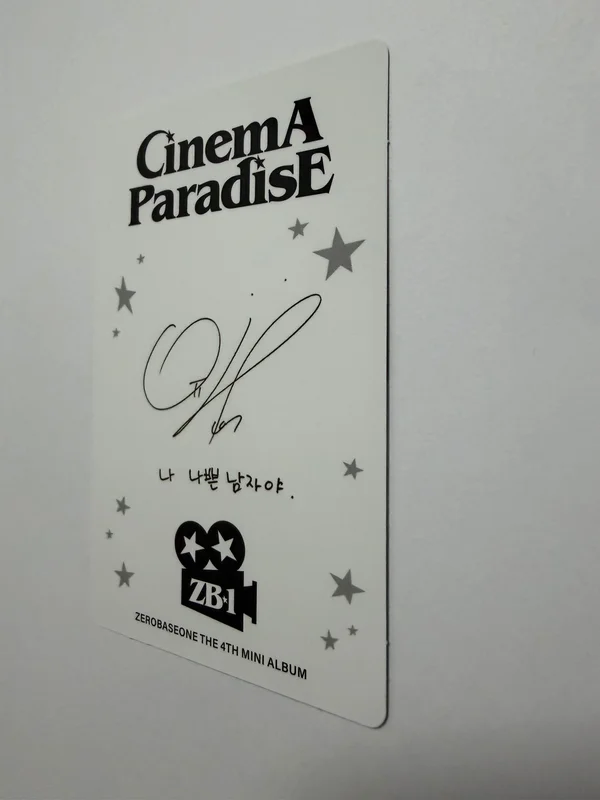 CinemA
ParadisE
나 나쁜 남자야.
ZB1
ZEROBASEONE THE 4TH MINI ALBUM